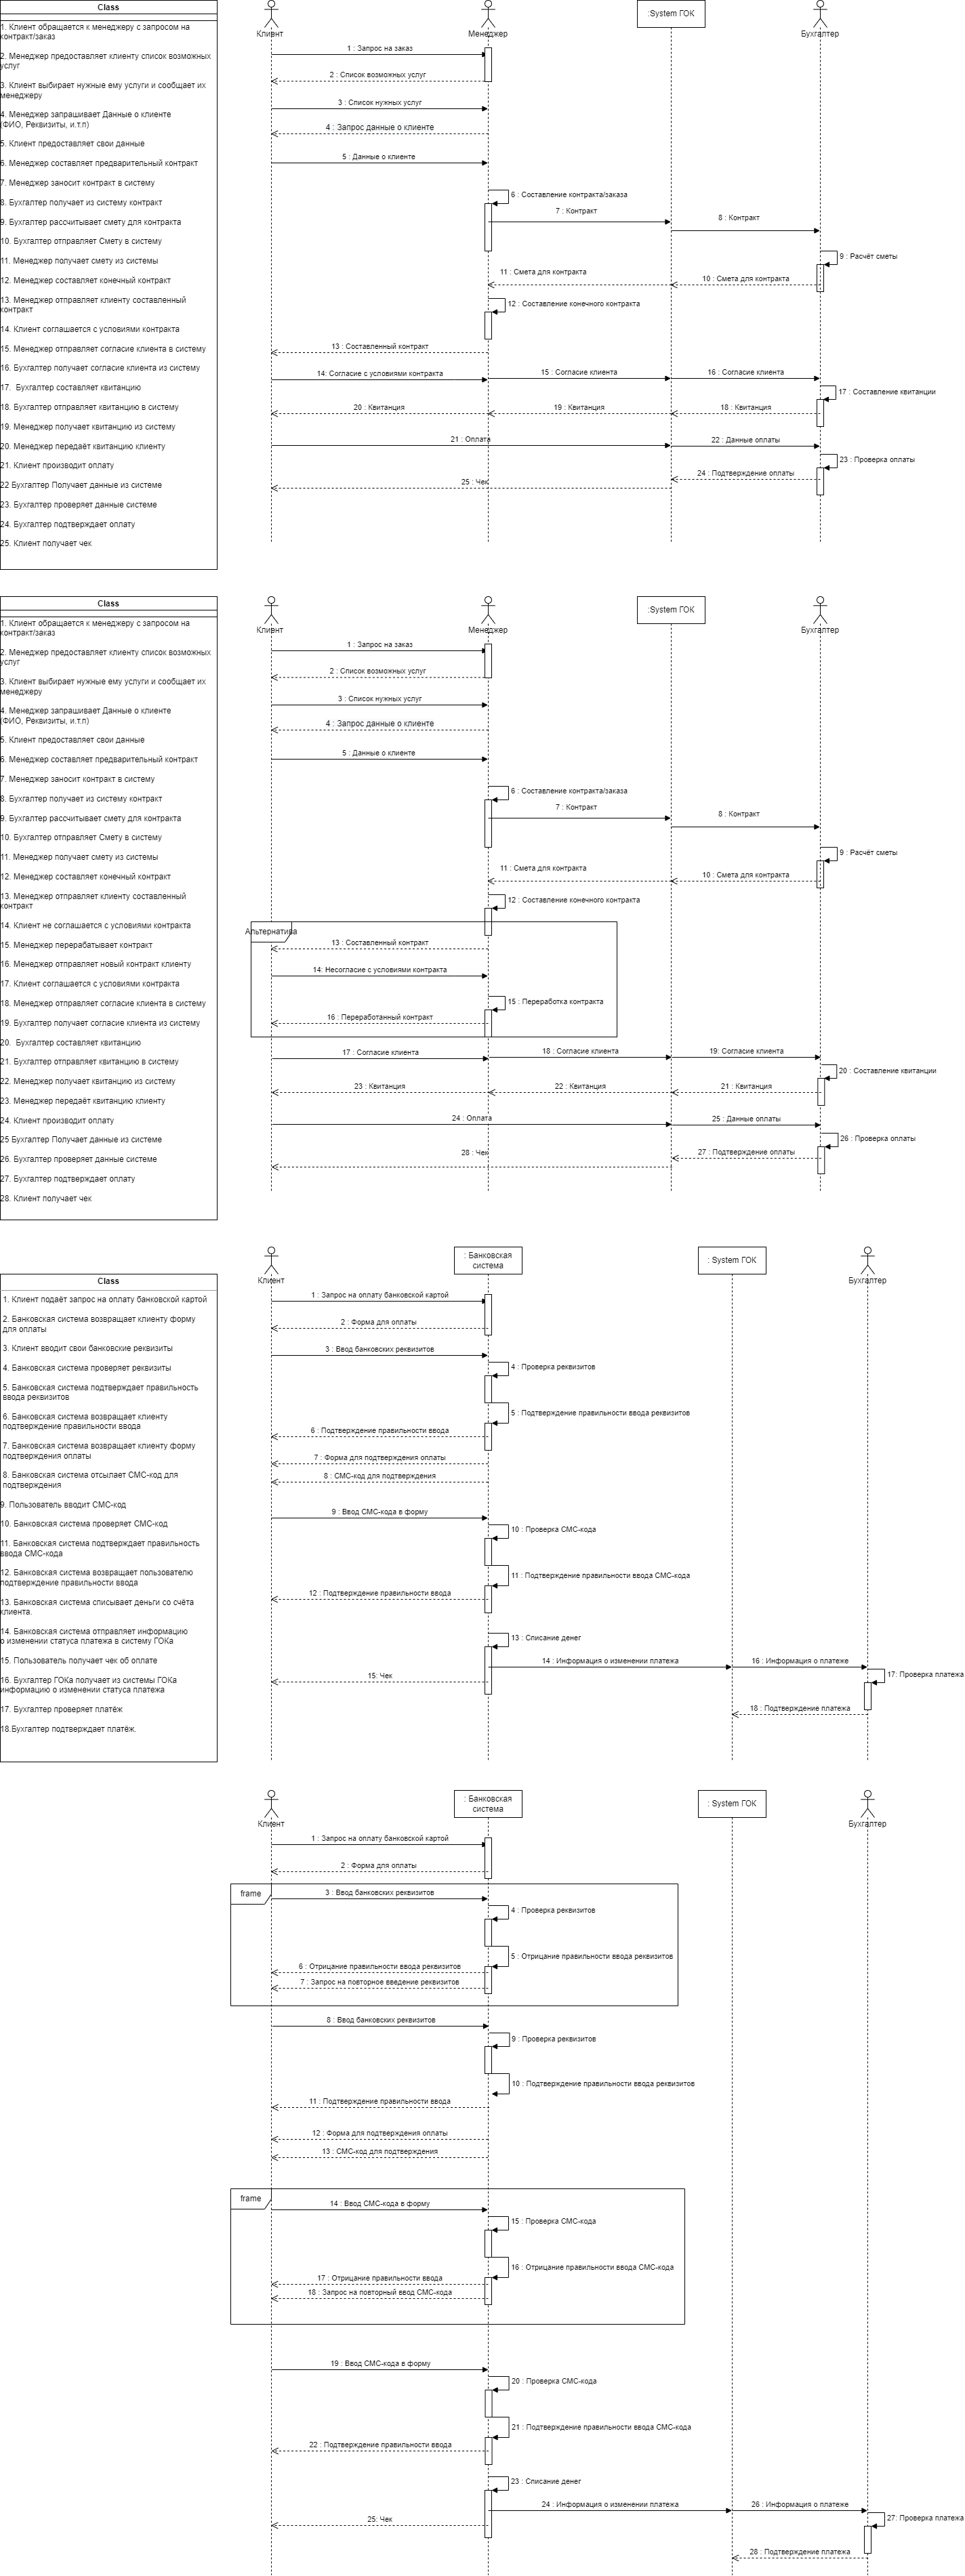 Class
1. Клиент обращается к менеджеру с запросом на
контракт/заказ
2. Менеджер предоставляет клиенту список возможных
услуг
3. Клиент выбирает нужные ему услуги и сообщает их
менеджеру
4. Менеджер запрашивает Данные о клиенте
(ФИО, Реквизиты, и.т.п)
5. Клиент предоставляет свои данные
6. Менеджер составляет предварительный контракт
7. Менеджер заносит контракт в систему
8. Бухгалтер получает из систему контракт
9. Бухгалтер рассчитывает смету для контракта
10. Бухгалтер отправляет Смету в систему
11. Менеджер получает смету из системы
12. Менеджер составляет конечный контракт
13. Менеджер отправляет клиенту составленный
контракт
14. Клиент соглашается с условиями контракта
15. Менеджер отправляет согласие клиента в систему
16. Бухгалтер получает согласие клиента из систему
17.  Бухгалтер составляет квитанцию
18. Бухгалтер отправляет квитанцию в систему
19. Менеджер получает квитанцию из систему
20. Менеджер передаёт квитанцию клиенту
21. Клиент производит оплату
22 Бухгалтер Получает данные из системе
23. Бухгалтер проверяет данные системе
24. Бухгалтер подтверждает оплату
25. Клиент получает чек
Клиент
Менеджер
:System ГОК
Бухгалтер
1 : Запрос на заказ
2 : Список возможных услуг
3 : Список нужных услуг
4 : Запрос данные о клиенте
5 : Данные о клиенте
6 : Составление контракта/заказа
7 : Контракт
8 : Контракт
9 : Расчёт сметы
10 : Смета для контракта
11 : Смета для контракта
12 : Составление конечного контракта
13 : Составленный контракт
14: Согласие с условиями контракта
15 : Согласие клиента
16 : Согласие клиента
17 : Составление квитанции
18 : Квитанция
19 : Квитанция
20 : Квитанция
21 : Оплата
22 : Данные оплаты
23 : Проверка оплаты
24 : Подтверждение оплаты
25 : Чек
Class
1. Клиент обращается к менеджеру с запросом на
контракт/заказ
2. Менеджер предоставляет клиенту список возможных
услуг
3. Клиент выбирает нужные ему услуги и сообщает их
менеджеру
4. Менеджер запрашивает Данные о клиенте
(ФИО, Реквизиты, и.т.п)
5. Клиент предоставляет свои данные
6. Менеджер составляет предварительный контракт
7. Менеджер заносит контракт в систему
8. Бухгалтер получает из систему контракт
9. Бухгалтер рассчитывает смету для контракта
10. Бухгалтер отправляет Смету в систему
11. Менеджер получает смету из системы
12. Менеджер составляет конечный контракт
13. Менеджер отправляет клиенту составленный
контракт
14. Клиент не соглашается с условиями контракта
15. Менеджер перерабатывает контракт
16. Менеджер отправляет новый контракт клиенту
17. Клиент соглашается с условиями контракта
18. Менеджер отправляет согласие клиента в систему
19. Бухгалтер получает согласие клиента из систему
20.  Бухгалтер составляет квитанцию
21. Бухгалтер отправляет квитанцию в систему
22. Менеджер получает квитанцию из систему
23. Менеджер передаёт квитанцию клиенту
24. Клиент производит оплату
25 Бухгалтер Получает данные из системе
26. Бухгалтер проверяет данные системе
27. Бухгалтер подтверждает оплату
28. Клиент получает чек
Клиент
Менеджер
:System ГОК
Бухгалтер
1 : Запрос на заказ
2 : Список возможных услуг
3 : Список нужных услуг
4 : Запрос данные о клиенте
5 : Данные о клиенте
6 : Составление контракта/заказа
7 : Контракт
8 : Контракт
9 : Расчёт сметы
10 : Смета для контракта
11 : Смета для контракта
12 : Составление конечного контракта
Альтернатива
13 : Составленный контракт
14: Несогласие с условиями контракта
15 : Переработка контракта
16 : Переработанный контракт
17 : Согласие клиента
18 : Согласие клиента
19: Согласие клиента
20 : Составление квитанции
21 : Квитанция
22 : Квитанция
23 : Квитанция
24 : Оплата
25 : Данные оплаты
26 : Проверка оплаты
27 : Подтверждение оплаты
28 : Чек
Class
1. Клиент подаёт запрос на оплату банковской картой
2. Банковская система возвращает клиенту форму
для оплаты
3. Клиент вводит свои банковские реквизиты
4. Банковская система проверяет реквизиты
5. Банковская система подтверждает правильность
ввода реквизитов
6. Банковская система возвращает клиенту
подтверждение правильности ввода
7. Банковская система возвращает клиенту форму
подтверждения оплаты
8. Банковская система отсылает СМС-код для
подтверждения
9. Пользователь вводит СМС-код
10. Банковская система проверяет СМС-код
11. Банковская система подтверждает правильность
ввода СМС-кода
12. Банковская система возвращает пользователю
подтверждение правильности ввода
13. Банковская система списывает деньги со счёта
клиента.
14. Банковская система отправляет информацию
о изменении статуса платежа в систему ГОКа
15. Пользователь получает чек об оплате
16. Бухгалтер ГОКа получает из системы ГОКа
информацию о изменении статуса платежа
17. Бухгалтер проверяет платёж
18.Бухгалтер подтверждает платёж.
Клиент
: Банковская
система
: System ГОК
Бухгалтер
1 : Запрос на оплату банковской картой
2 : Форма для оплаты
3 : Ввод банковских реквизитов
4 : Проверка реквизитов
5 : Подтверждение правильности ввода реквизитов
6 : Подтверждение правильности ввода
7 : Форма для подтверждения оплаты
8 : СМС-код для подтверждения
9 : Ввод СМС-кода в форму
10 : Проверка СМС-кода
11 : Подтверждение правильности ввода СМС-кода
12 : Подтверждение правильности ввода
13 : Списание денег
14 : Информация о изменении платежа
15: Чек
16 : Информация о платеже
17: Проверка платежа
18 : Подтверждение платежа
Клиент
: Банковская
система
: System ГОК
Бухгалтер
1 : Запрос на оплату банковской картой
2 : Форма для оплаты
frame
3 : Ввод банковских реквизитов
4 : Проверка реквизитов
5 : Отрицание правильности ввода реквизитов
6 : Отрицание правильности ввода реквизитов
7 : Запрос на повторное введение реквизитов
8 : Ввод банковских реквизитов
9 : Проверка реквизитов
10 : Подтверждение правильности ввода реквизитов
11 : Подтверждение правильности ввода
12 : Форма для подтверждения оплаты
13 : СМС-код для подтверждения
frame
14 : Ввод СМС-кода в форму
15 : Проверка СМС-кода
16 : Отрицание правильности ввода СМС-кода
17 : Отрицание правильности ввода
18 : Запрос на повторный ввод СМС-кода
19 : Ввод СМС-кода в форму
20 : Проверка СМС-кода
21 : Подтверждение правильности ввода СМС-кода
22 : Подтверждение правильности ввода
23 : Списание денег
24 : Информация о изменении платежа
25: Чек
26 : Информация о платеже
27: Проверка платежа
28 : Подтверждение платежа